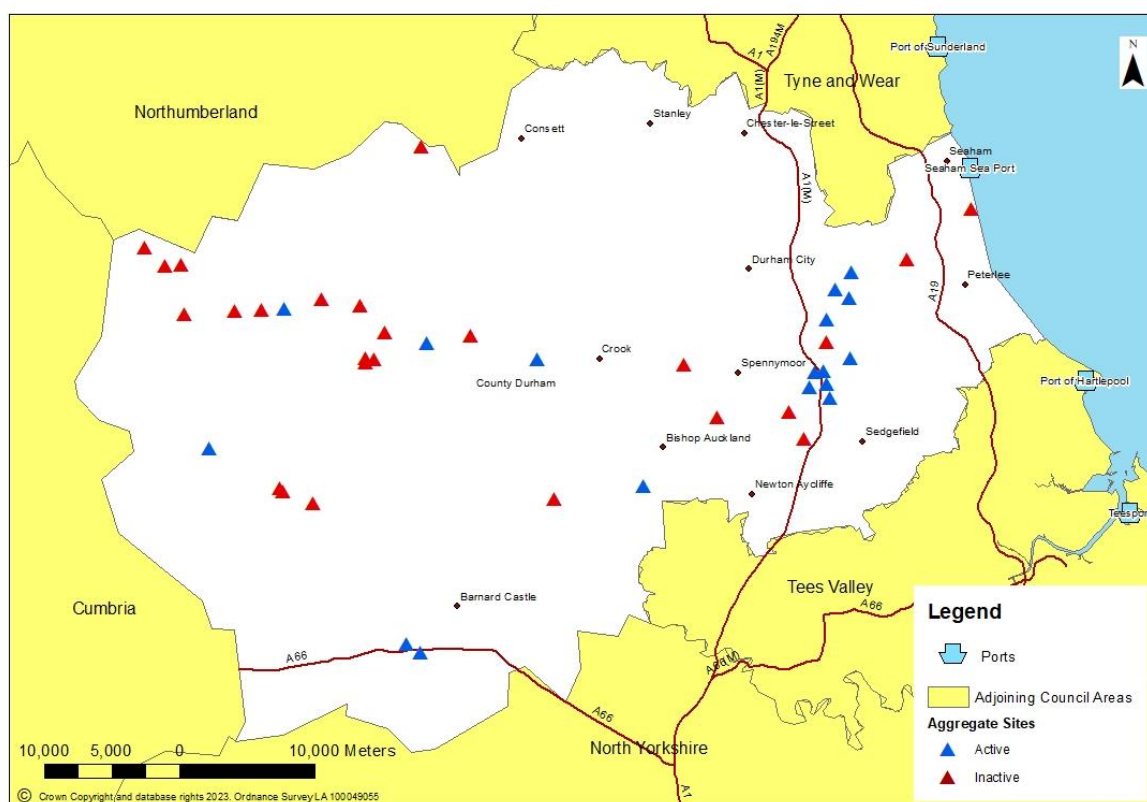 N
Port of Sunderland
A1
A194M
A1(M)
Tyne and Wear
Northumberland
Stanley
Consett
Chester-le-Street
Seaham
Seaham Sea Port
A1(M)
Durham City
Peterlee
A19
Crook
Spennymoor
Port of Hartlepool
County Durham
Bishop Auckland
Sedgefield
Newton Aycliffe
Teesport
Barnard Castle
Cumbria
Tees Valley
A66
A66
A66(M)
A66
North Yorkshire
A1
Legend
Ports
Adjoining Council Areas
Aggregate Sites
Active
Inactive
10,000 5,000 0 10,000 Meters
© Crown Copyright and database rights 2023. Ordnance Survey LA 100049055